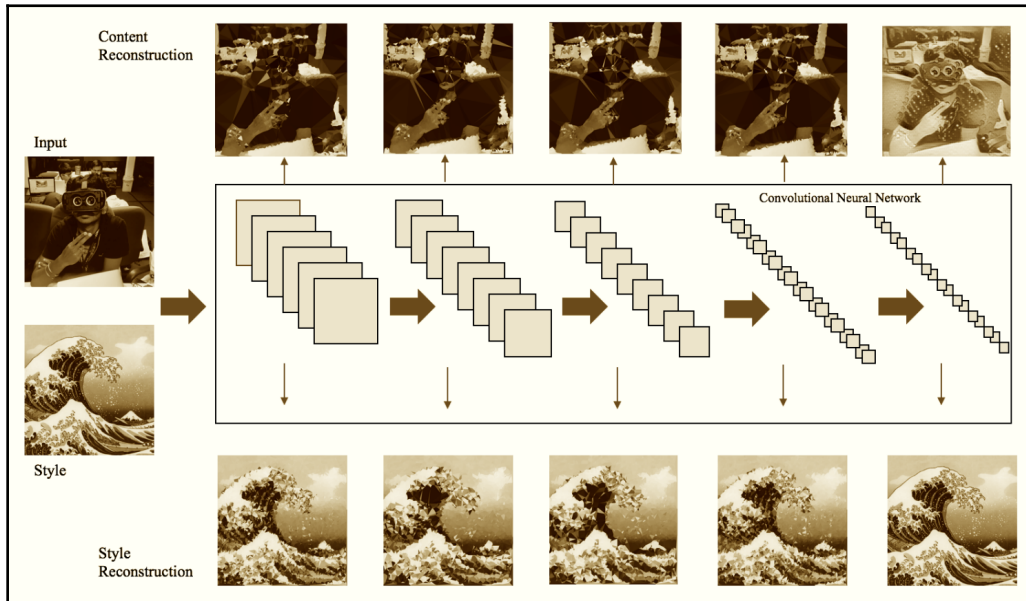 Content
Reconstruction
Input
Convolutional Neural Network
Style
Style
Reconstruction